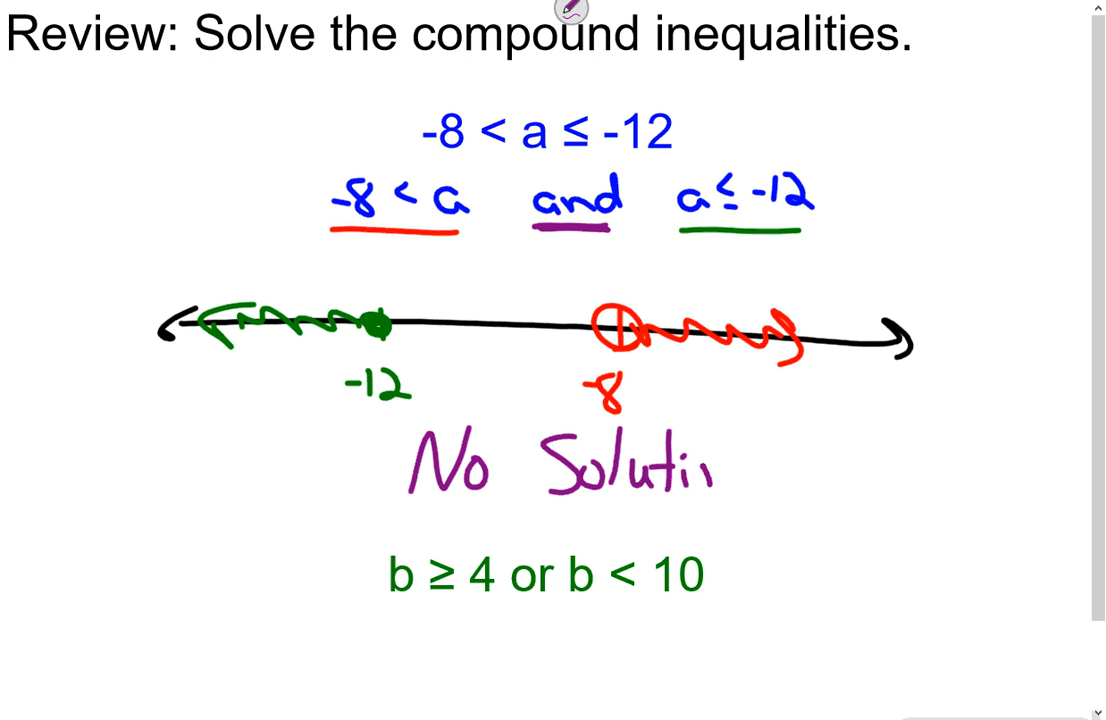 Review: Solve the compound inequalities.
-8 < a ≤ -12
-8 < a and a ≤ -12
-12 -8
No Soluti
b ≥ 4 or b < 10